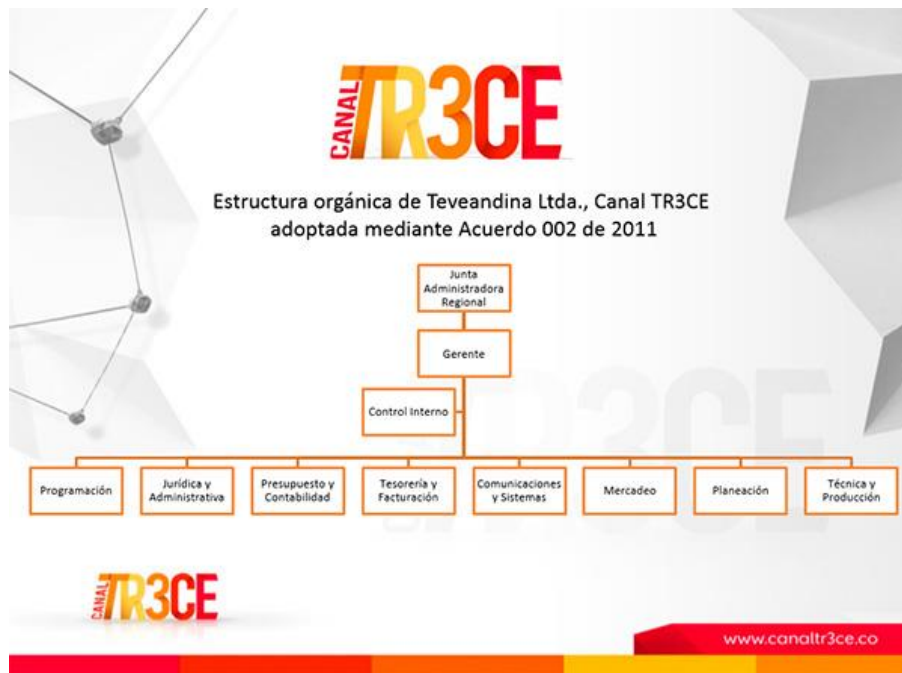 CANAL TR3CE
Estructura orgánica de Teveandina Ltda., Canal TR3CE
adoptada mediante Acuerdo 002 de 2011
Junta
Administradora
Regional
Gerente
Control Interno
Programación
Jurídica y
Administrativa
Presupuesto y
Contabilidad
Tesorería y
Facturación
Comunicaciones
y Sistemas
Mercadeo
Planeación
Técnica y
Producción
CANAL TR3CE
www.canaltr3ce.co